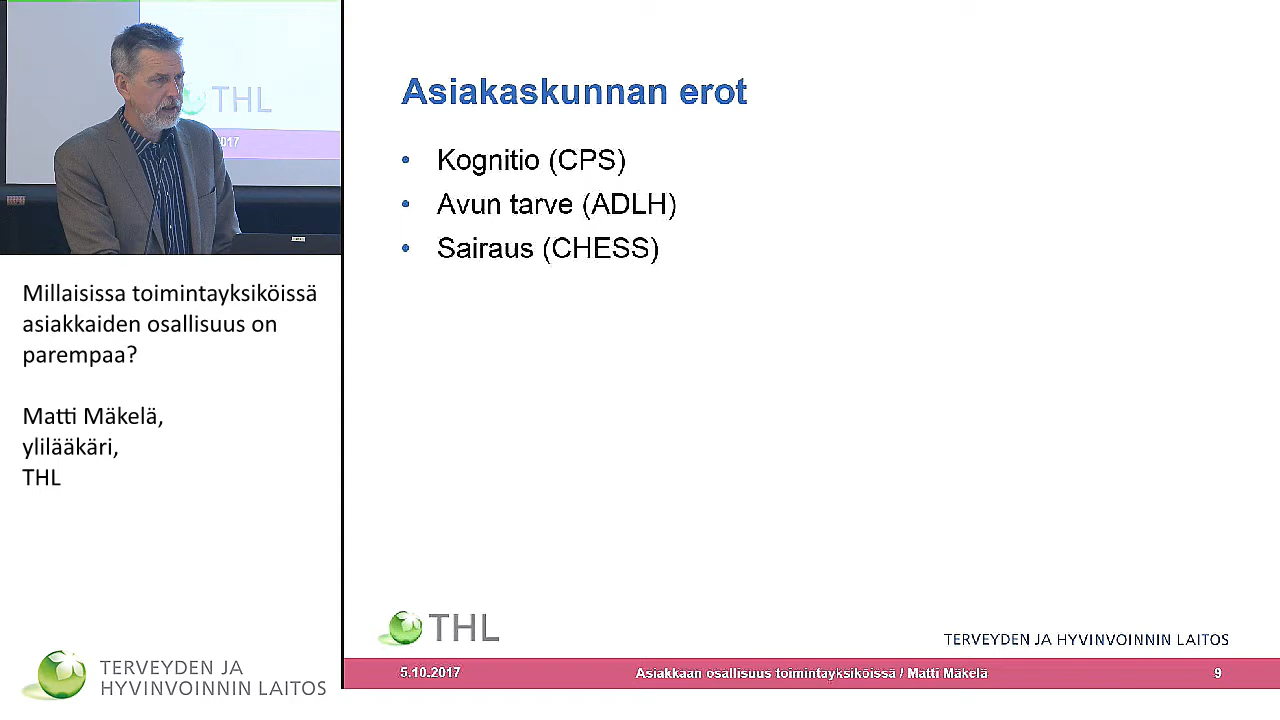 THL
2017
Millaisissa toimintayksiköissä
asiakkaiden osallisuus on
parempaa?
Matti Mäkelä,
ylilääkäri,
THL
TERVEYDEN JA
HYVINVOINNIN LAITOS
Asiakaskunnan erot
• Kognitio (CPS)
• Avun tarve (ADLH)
• Sairaus (CHESS)
THL
TERVEYDEN JA HYVINVOINNIN LAITOS
5.10.2017 Asiakkaan osallisuus toimintayksiköissä / Matti Mäkelä 9